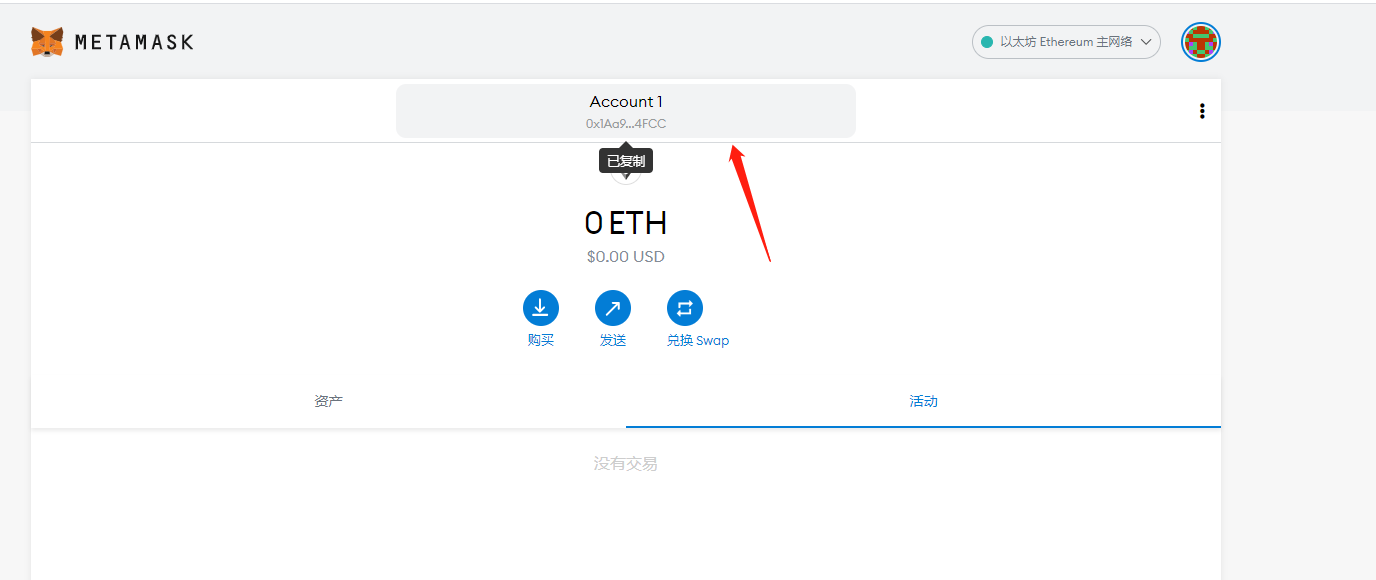 METAMASK
以太坊 Ethereum 主网络
Account 1
0x1Aa9...4FCC
已复制
0 ETH
$0.00 USD
购买
发送
兑换 Swap
资产
活动
没有交易